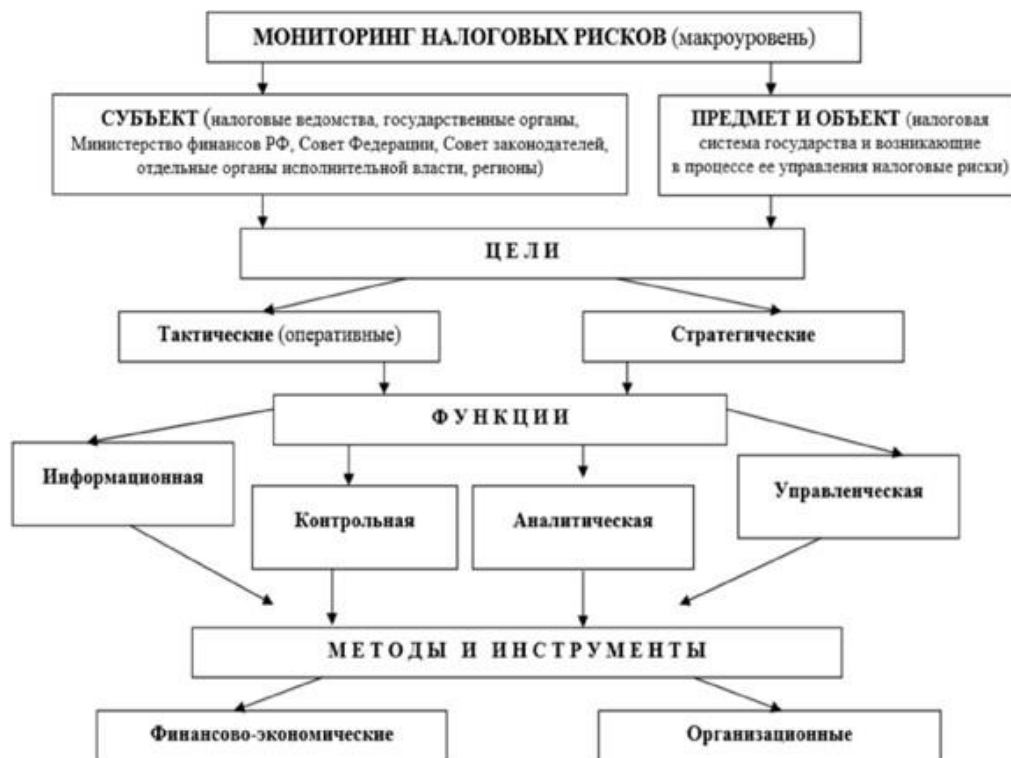 МОНИТОРИНГ НАЛОГОВЫХ РИСКОВ (макроуровень)
СУБЪЕКТ (налоговые ведомства, государственные органы,
Министерство финансов РФ, Совет Федерации, Совет законодателей,
отдельные органы исполнительной власти, регионы)
ПРЕДМЕТ И ОБЪЕКТ (налоговая
система государства и возникающие
в процессе ее управления налоговые риски)
ЦЕЛИ
Тактические (оперативные)
Стратегические
ФУНКЦИИ
Информационная
Контрольная
Аналитическая
Управленческая
МЕТОДЫ И ИНСТРУМЕНТЫ
Финансово-экономические
Организационные